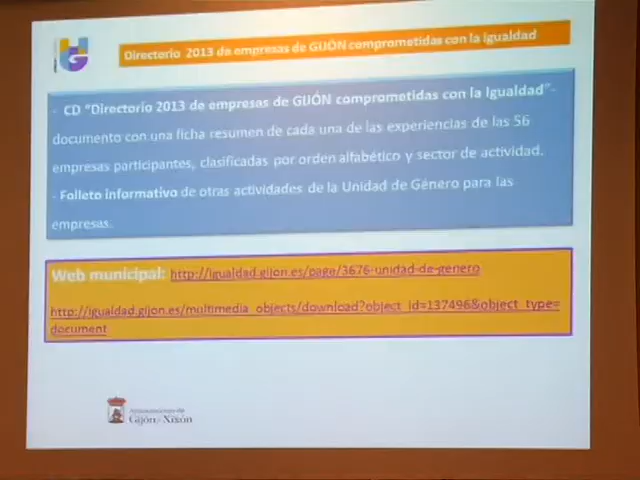 Directorio 2013 de empresas de GIJÓN comprometidas con la igualdad
- CD "Directorio 2013 de empresas de GIJÓN comprometidas con la Igualdad"-
documento con una ficha resumen de cada una de las experiencias de las 56
empresas participantes, clasificadas por orden alfabético y sector de actividad.
- Folleto informativo de otras actividades de la Unidad de Género para las
empresas.
Web municipal: http://igualdad.gijon.es/page/3676-unidad-de-genero
http://igualdad.gijon.es/multimedia_objects/download?object_id=137496&object_type=
document
Ayuntamiento de
Gijón/Xixón